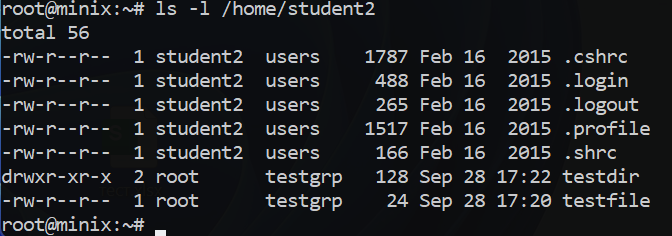 root@minix:~# ls -l /home/student2
total 56
-rw-r--r--  1 student2  users    1787 Feb 16  2015 .cshrc
-rw-r--r--  1 student2  users     488 Feb 16  2015 .login
-rw-r--r--  1 student2  users     265 Feb 16  2015 .logout
-rw-r--r--  1 student2  users    1517 Feb 16  2015 .profile
-rw-r--r--  1 student2  users     166 Feb 16  2015 .shrc
drwxr-xr-x  2 root      testgrp   128 Sep 28 17:22 testdir
-rw-r--r--  1 root      testgrp    24 Sep 28 17:20 testfile
root@minix:~#